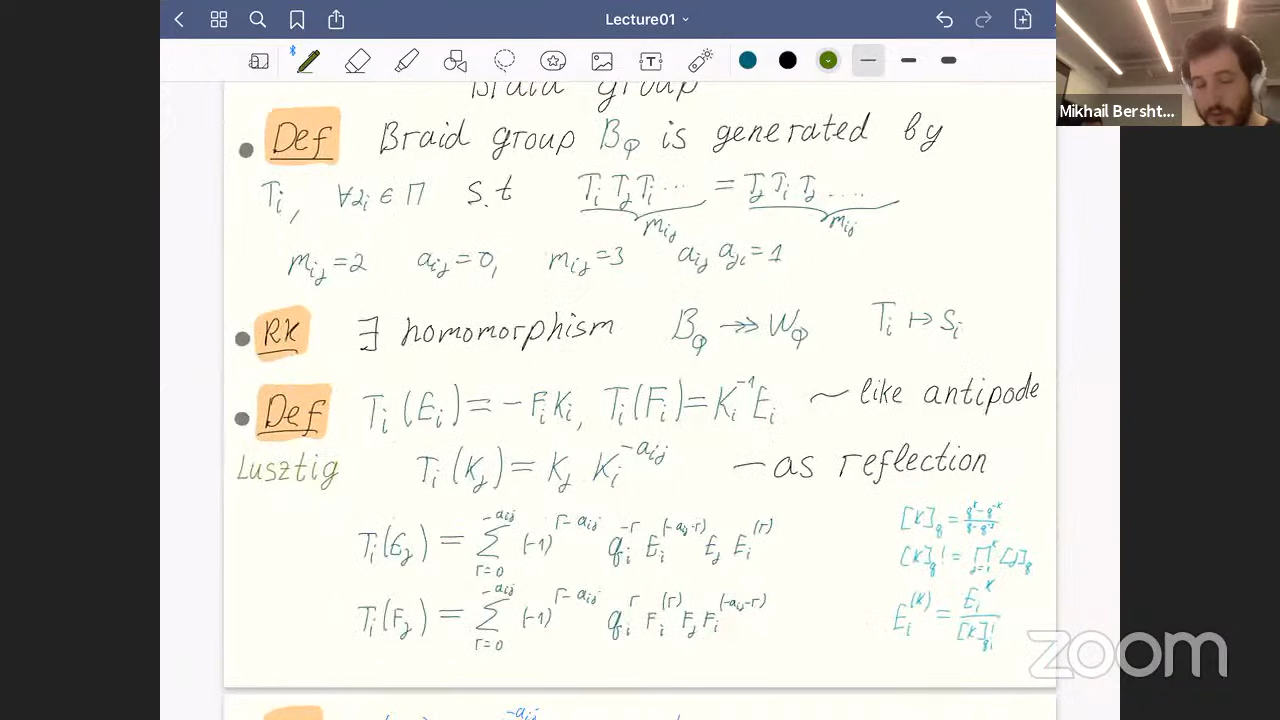 Lecture01
Mikhail Bersht...
Braid group
Def Braid group B_Φ is generated by
T_i, ∀α_i ∈ Π s.t T_i T_j T_i ... = T_j T_i T_j ....
m_ij m_ij
m_ij = 2 a_ij = 0, m_ij = 3 a_ij a_ji = 1
RK ∃ homomorphism B_Φ ↠ W_Φ T_i ↦ s_i
Def T_i(E_i) = -F_i K_i, T_i(F_i) = K_i^{-1} E_i ~ like antipode
Lusztig T_i(K_j) = K_j K_i^{-a_ij} — as reflection
T_i(E_j) = ∑_{r=0}^{-a_ij} (-1)^{r-a_ij} q_i^{-r} E_i^{(-a_ij-r)} E_j E_i^{(r)}
T_i(F_j) = ∑_{r=0}^{-a_ij} (-1)^{r-a_ij} q_i^{r} F_i^{(r)} F_j F_i^{(-a_ij-r)}
[k]_q = \frac{q^k - q^{-k}}{q - q^{-1}}
[k]_q! = ∏_{j=1}^{k} [j]_q
E_i^{(k)} = \frac{E_i^k}{[k]_{q_i}!}
zoom